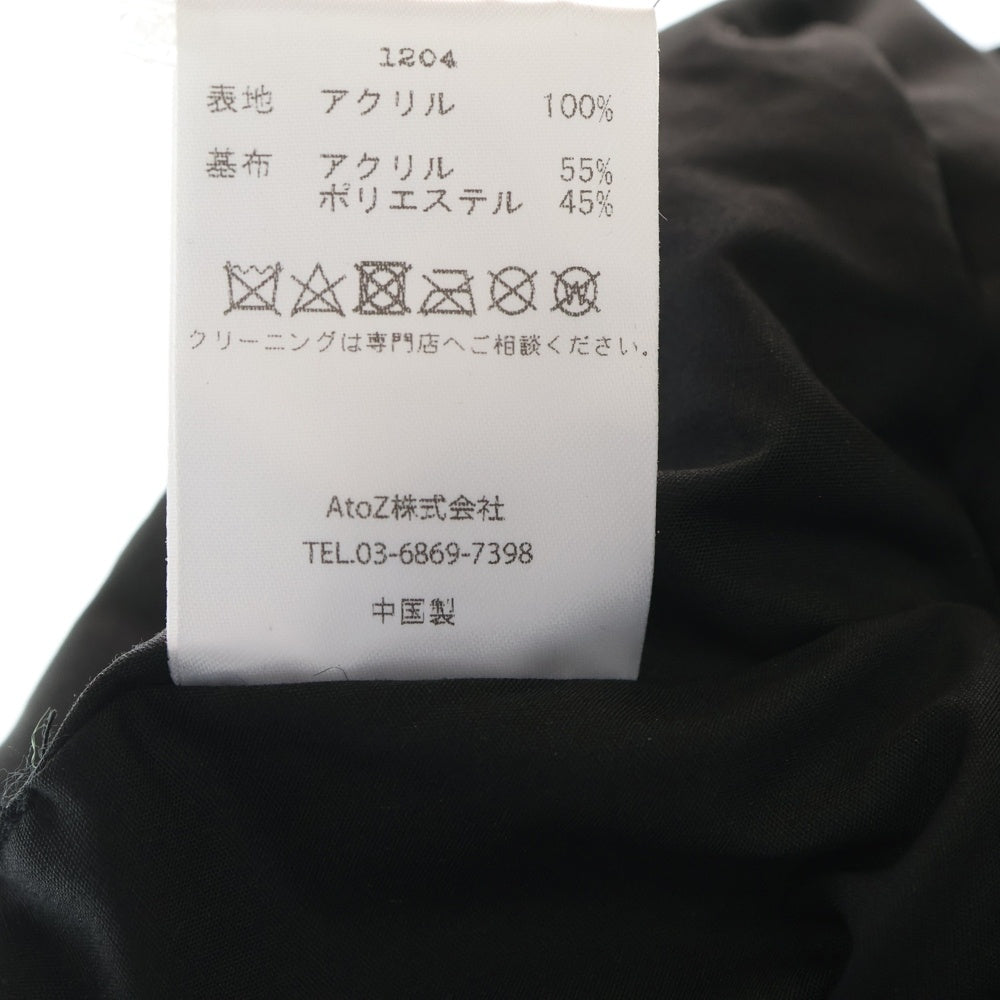 1204
表地 アクリル 100%
基布 アクリル 55%
ポリエステル 45%
クリーニングは専門店へご相談ください。
AtoZ株式会社
TEL.03-6869-7398
中国製